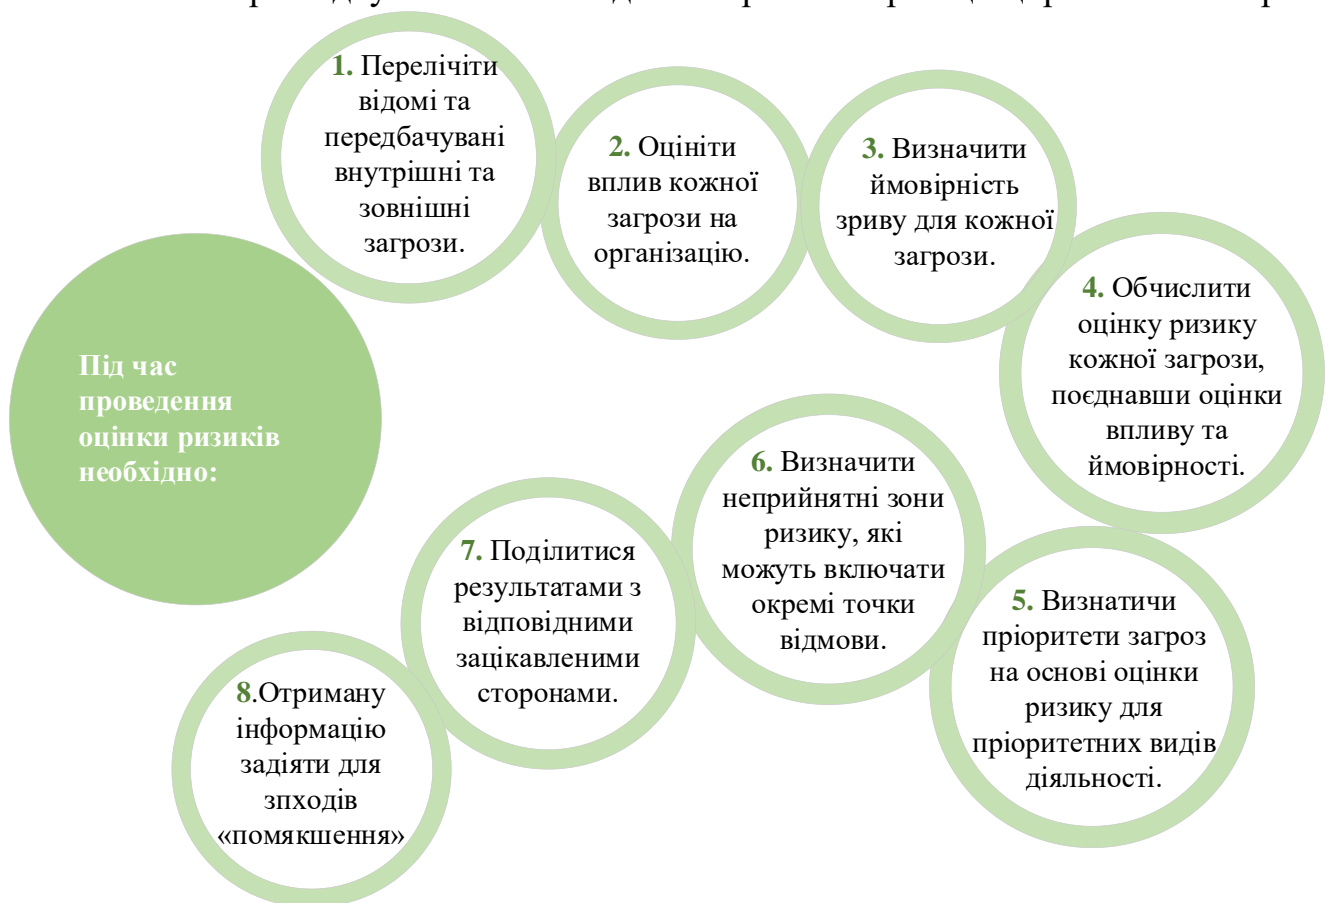 Під час
проведення
оцінки ризиків
необхідно:
1. Перелічіти
відомі та
передбачувані
внутрішні та
зовнішні
загрози.
2. Оцініти
вплив кожної
загрози на
організацію.
3. Визначити
ймовірність
зриву для кожної
загрози.
4. Обчислити
оцінку ризику
кожної загрози,
поєднавши оцінки
впливу та
ймовірності.
5. Визнатичи
пріоритети загроз
на основі оцінки
ризику для
пріоритетних видів
діяльності.
6. Визначити
неприйнятні зони
ризику, які
можуть включати
окремі точки
відмови.
7. Поділитися
результатами з
відповідними
зацікавленими
сторонами.
8.Отриману
інформацію
задіяти для
зпходів
«помякшення»